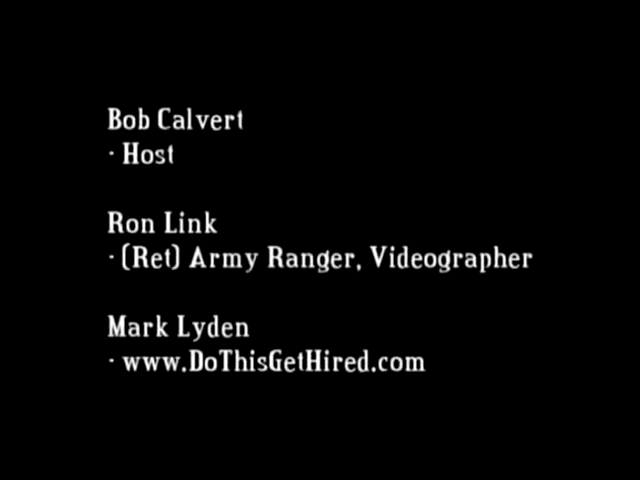 Bob Calvert
· Host
Ron Link
· (Ret) Army Ranger, Videographer
Mark Lyden
· www.DoThisGetHired.com